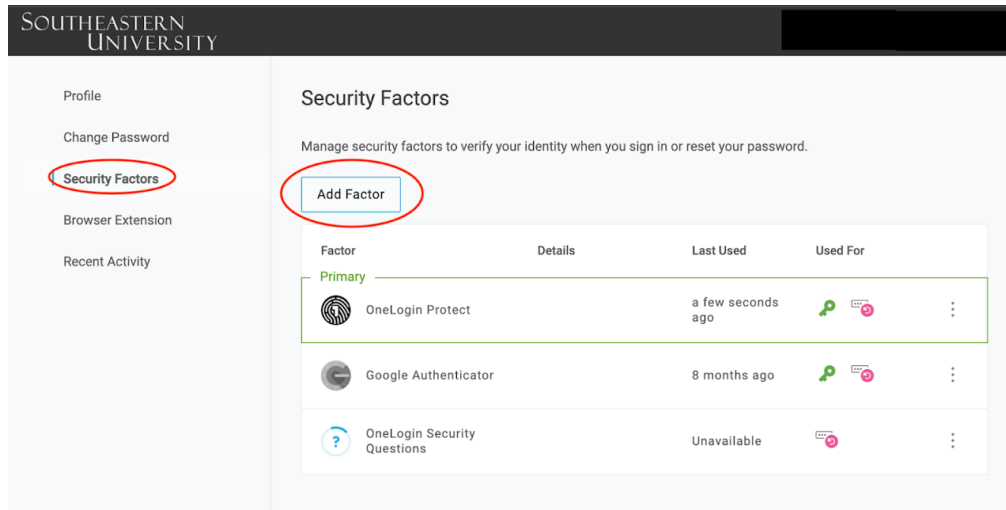 SOUTHEASTERN
UNIVERSITY
Profile
Change Password
Security Factors
Browser Extension
Recent Activity
Security Factors
Manage security factors to verify your identity when you sign in or reset your password.
Add Factor
Factor Details Last Used Used For
Primary
OneLogin Protect a few seconds
ago
Google Authenticator 8 months ago
OneLogin Security
Questions Unavailable